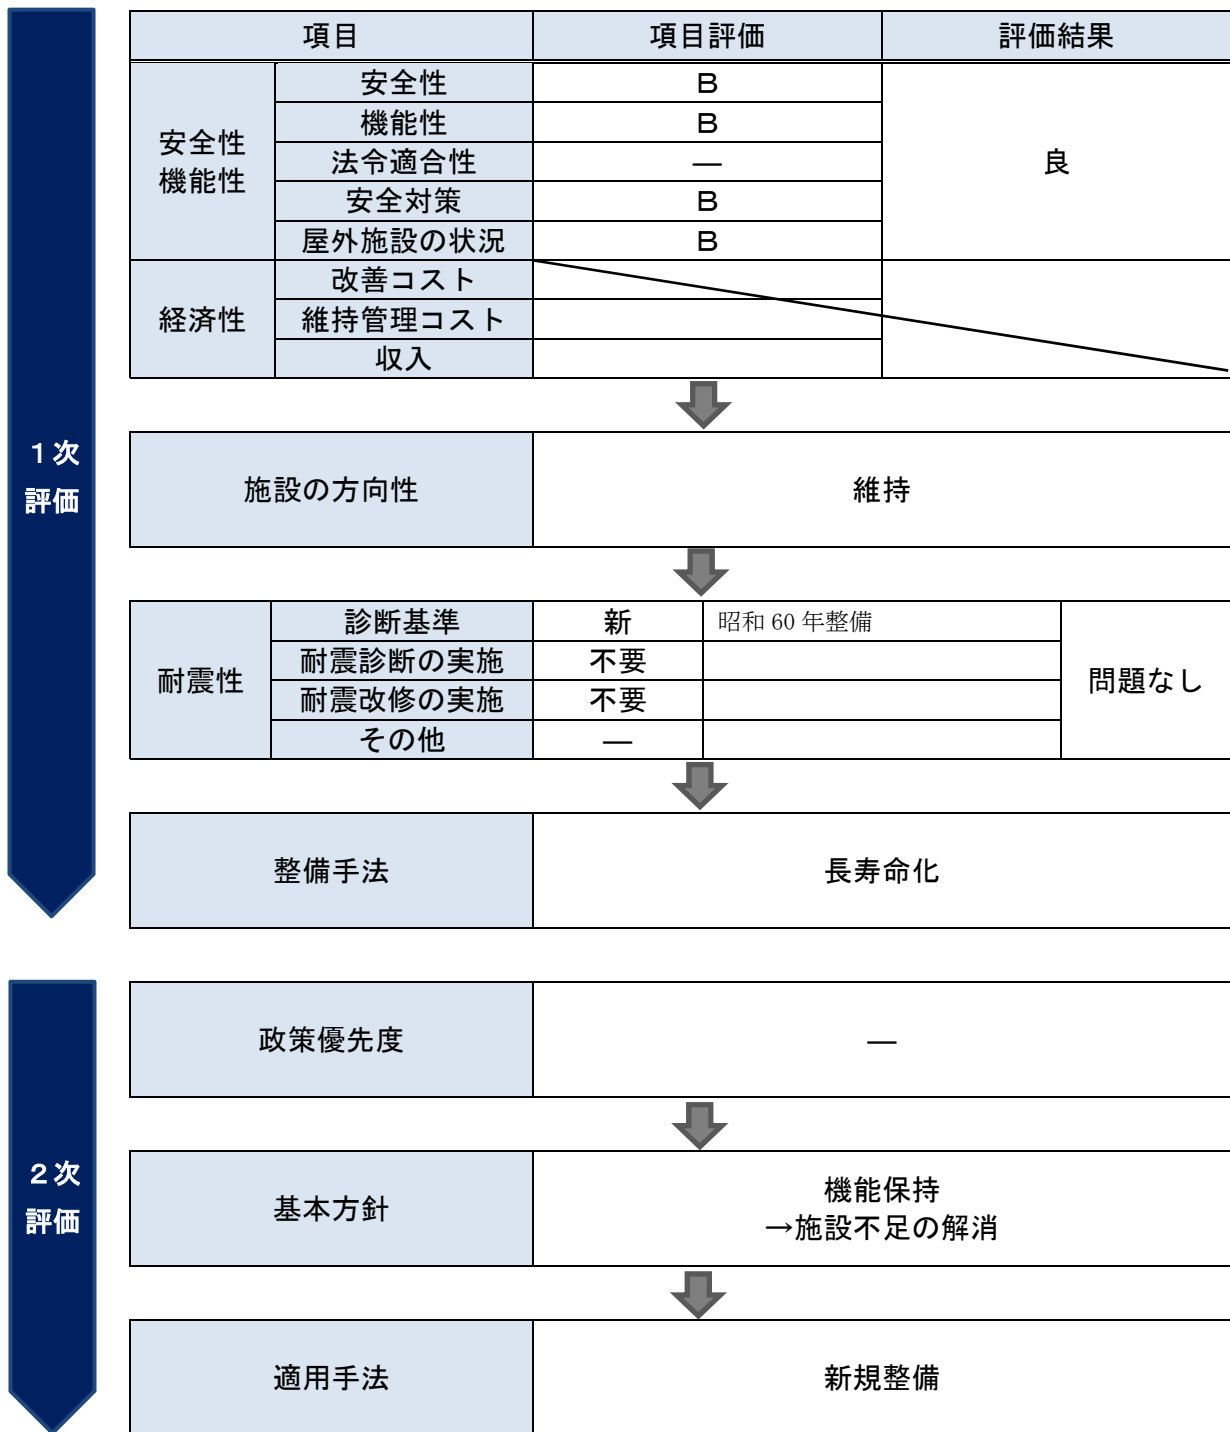 項目 項目評価 評価結果
安全性
機能性
安全性 B
機能性 B
法令適合性 ―
安全対策 B
屋外施設の状況 B
良
経済性
改善コスト
維持管理コスト
収入
1次
評価
施設の方向性 維持
耐震性
診断基準 新 昭和 60 年整備
耐震診断の実施 不要
耐震改修の実施 不要
その他 ―
問題なし
整備手法 長寿命化
2次
評価
政策優先度 ―
基本方針
機能保持
→施設不足の解消
適用手法 新規整備